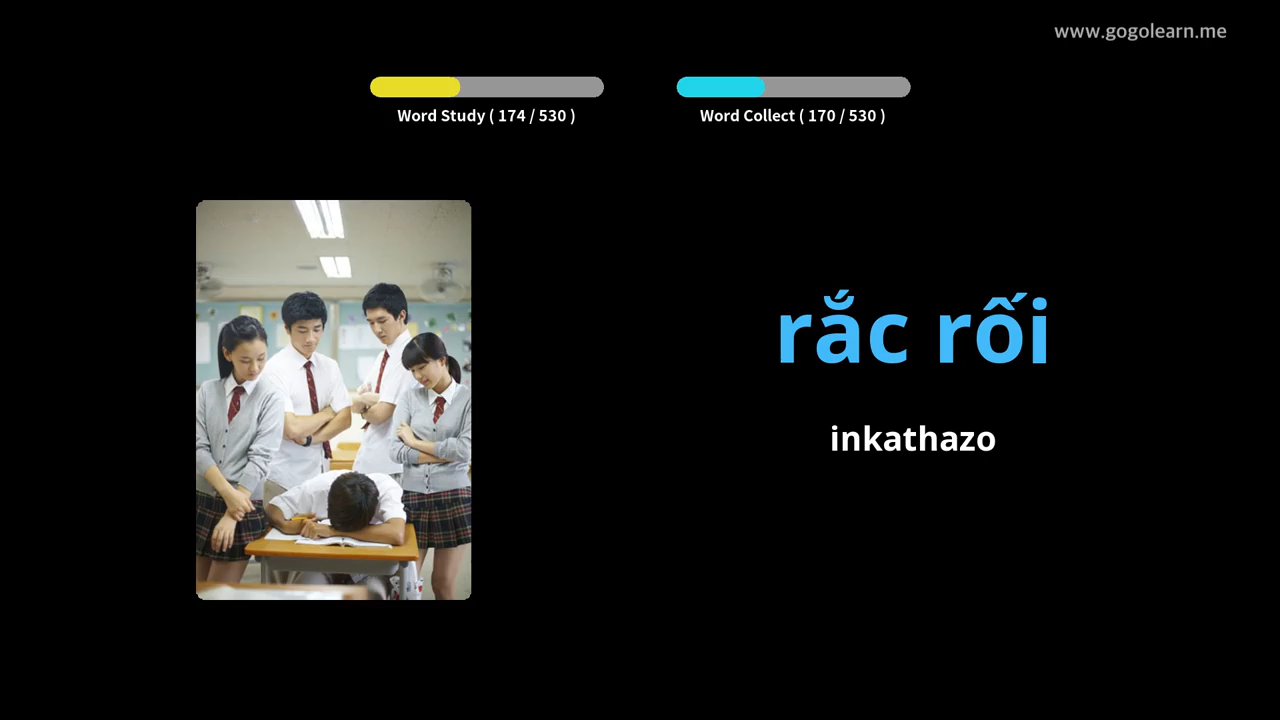 www.gogolearn.me
Word Study ( 174 / 530 )
Word Collect ( 170 / 530 )
rắc rối
inkathazo